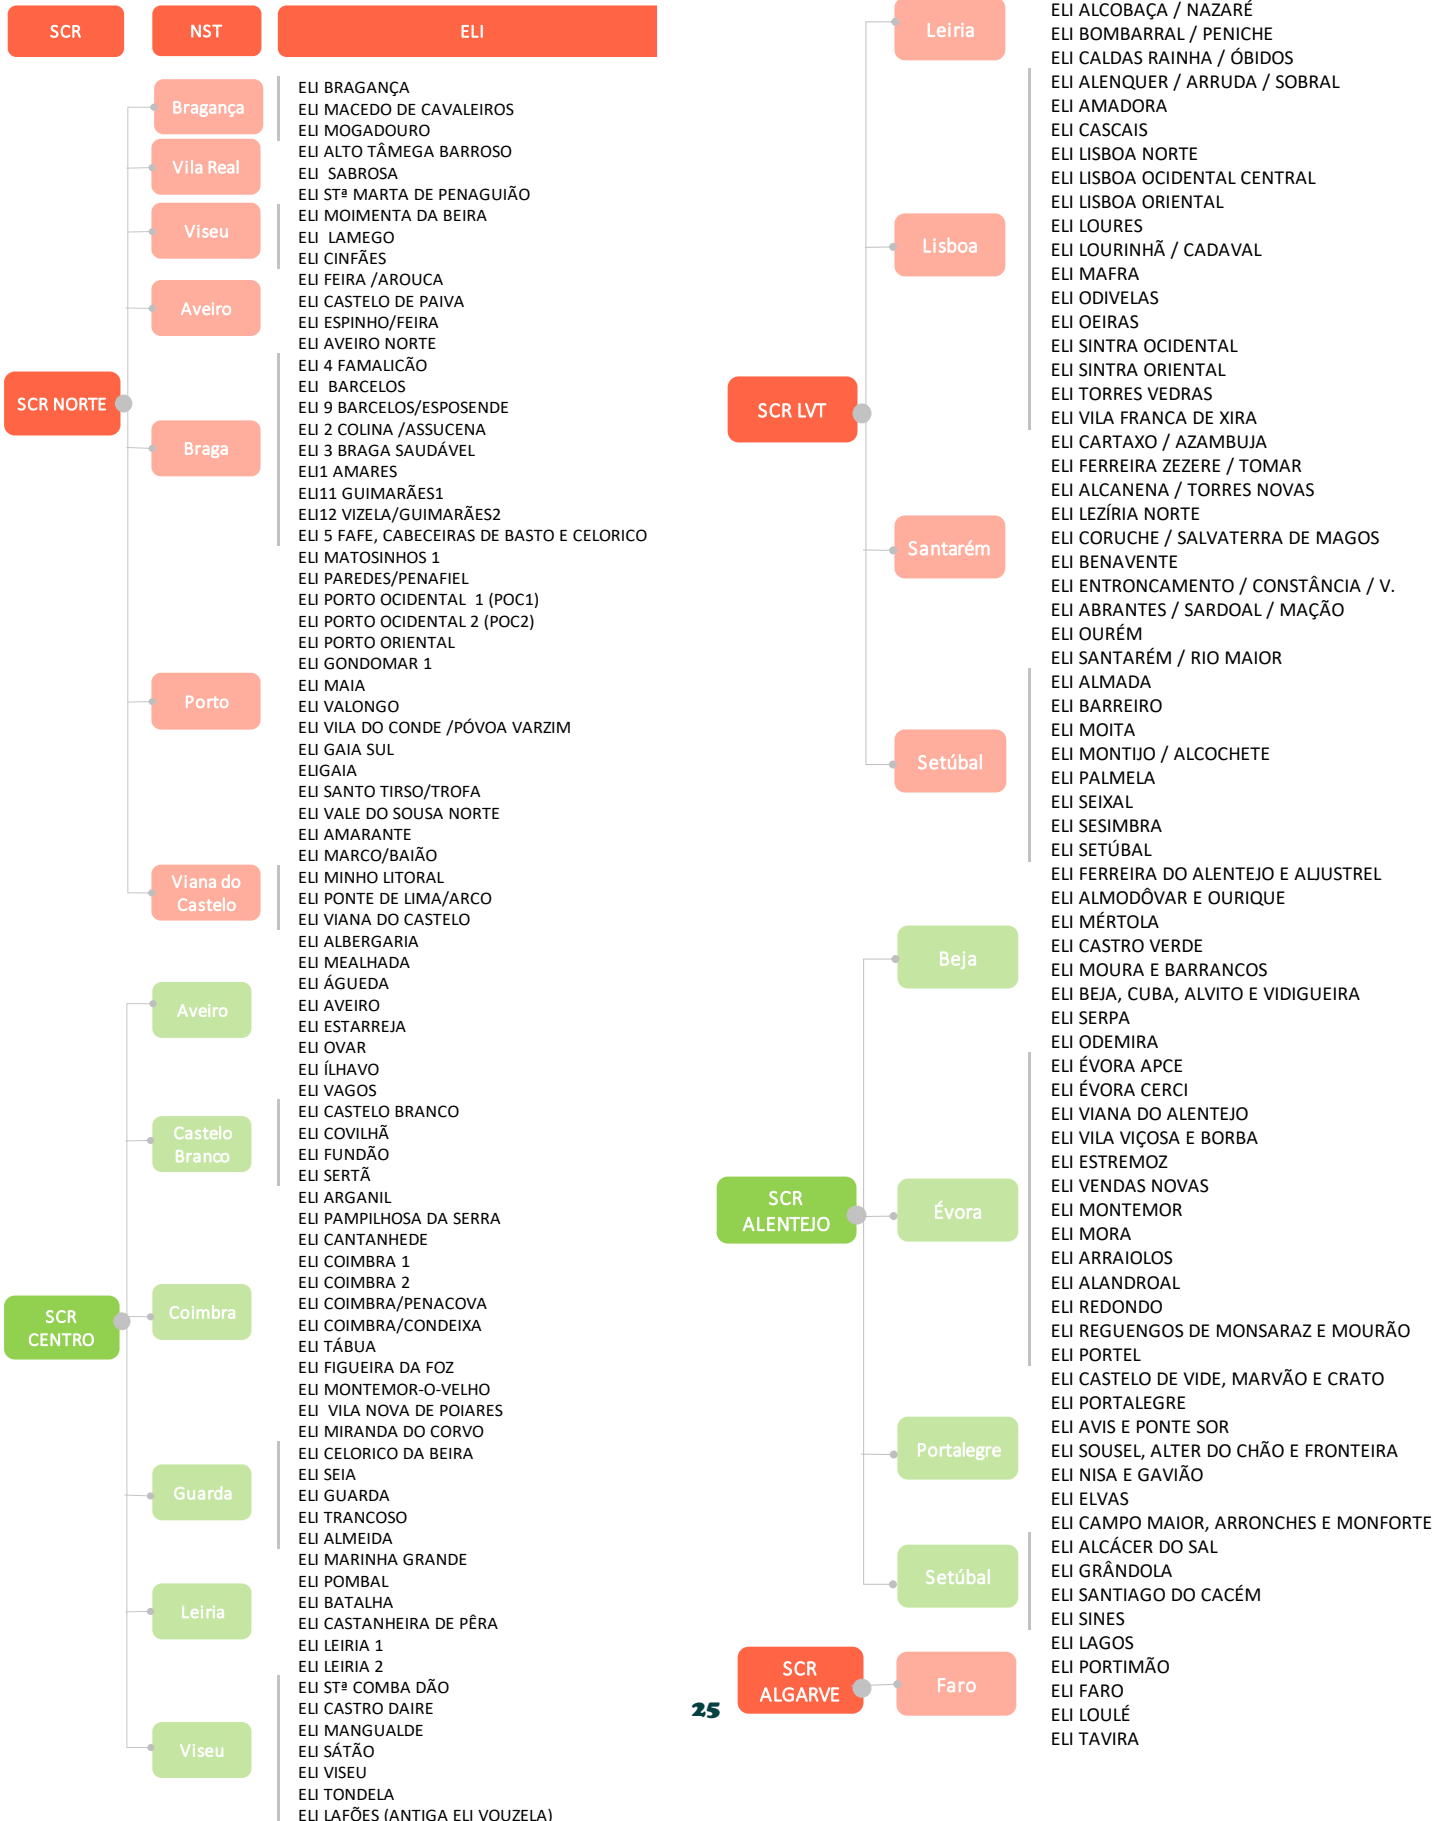 SCR
NST
ELI
SCR NORTE
Bragança
ELI BRAGANÇA
ELI MACEDO DE CAVALEIROS
ELI MOGADOURO
Vila Real
ELI ALTO TÂMEGA BARROSO
ELI SABROSA
ELI STª MARTA DE PENAGUIÃO
Viseu
ELI MOIMENTA DA BEIRA
ELI LAMEGO
ELI CINFÃES
Aveiro
ELI FEIRA /AROUCA
ELI CASTELO DE PAIVA
ELI ESPINHO/FEIRA
ELI AVEIRO NORTE
Braga
ELI 4 FAMALICÃO
ELI BARCELOS
ELI 9 BARCELOS/ESPOSENDE
ELI 2 COLINA /ASSUCENA
ELI 3 BRAGA SAUDÁVEL
ELI1 AMARES
ELI11 GUIMARÃES1
ELI12 VIZELA/GUIMARÃES2
ELI 5 FAFE, CABECEIRAS DE BASTO E CELORICO
Porto
ELI MATOSINHOS 1
ELI PAREDES/PENAFIEL
ELI PORTO OCIDENTAL 1 (POC1)
ELI PORTO OCIDENTAL 2 (POC2)
ELI PORTO ORIENTAL
ELI GONDOMAR 1
ELI MAIA
ELI VALONGO
ELI VILA DO CONDE /PÓVOA VARZIM
ELI GAIA SUL
ELIGAIA
ELI SANTO TIRSO/TROFA
ELI VALE DO SOUSA NORTE
ELI AMARANTE
ELI MARCO/BAIÃO
Viana do
Castelo
ELI MINHO LITORAL
ELI PONTE DE LIMA/ARCO
ELI VIANA DO CASTELO
SCR
CENTRO
Aveiro
ELI ALBERGARIA
ELI MEALHADA
ELI ÁGUEDA
ELI AVEIRO
ELI ESTARREJA
ELI OVAR
ELI ÍLHAVO
ELI VAGOS
Castelo
Branco
ELI CASTELO BRANCO
ELI COVILHÃ
ELI FUNDÃO
ELI SERTÃ
Coimbra
ELI ARGANIL
ELI PAMPILHOSA DA SERRA
ELI CANTANHEDE
ELI COIMBRA 1
ELI COIMBRA 2
ELI COIMBRA/PENACOVA
ELI COIMBRA/CONDEIXA
ELI TÁBUA
ELI FIGUEIRA DA FOZ
ELI MONTEMOR-O-VELHO
ELI VILA NOVA DE POIARES
ELI MIRANDA DO CORVO
Guarda
ELI CELORICO DA BEIRA
ELI SEIA
ELI GUARDA
ELI TRANCOSO
ELI ALMEIDA
Leiria
ELI MARINHA GRANDE
ELI POMBAL
ELI BATALHA
ELI CASTANHEIRA DE PÊRA
ELI LEIRIA 1
ELI LEIRIA 2
Viseu
ELI STª COMBA DÃO
ELI CASTRO DAIRE
ELI MANGUALDE
ELI SÁTÃO
ELI VISEU
ELI TONDELA
ELI LAFÕES (ANTIGA ELI VOUZELA)
SCR LVT
Leiria
ELI ALCOBAÇA / NAZARÉ
ELI BOMBARRAL / PENICHE
ELI CALDAS RAINHA / ÓBIDOS
Lisboa
ELI ALENQUER / ARRUDA / SOBRAL
ELI AMADORA
ELI CASCAIS
ELI LISBOA NORTE
ELI LISBOA OCIDENTAL CENTRAL
ELI LISBOA ORIENTAL
ELI LOURES
ELI LOURINHÃ / CADAVAL
ELI MAFRA
ELI ODIVELAS
ELI OEIRAS
ELI SINTRA OCIDENTAL
ELI SINTRA ORIENTAL
ELI TORRES VEDRAS
ELI VILA FRANCA DE XIRA
Santarém
ELI CARTAXO / AZAMBUJA
ELI FERREIRA ZEZERE / TOMAR
ELI ALCANENA / TORRES NOVAS
ELI LEZÍRIA NORTE
ELI CORUCHE / SALVATERRA DE MAGOS
ELI BENAVENTE
ELI ENTRONCAMENTO / CONSTÂNCIA / V.
ELI ABRANTES / SARDOAL / MAÇÃO
ELI OURÉM
ELI SANTARÉM / RIO MAIOR
Setúbal
ELI ALMADA
ELI BARREIRO
ELI MOITA
ELI MONTIJO / ALCOCHETE
ELI PALMELA
ELI SEIXAL
ELI SESIMBRA
ELI SETÚBAL
SCR
ALENTEJO
Beja
ELI FERREIRA DO ALENTEJO E ALJUSTREL
ELI ALMODÔVAR E OURIQUE
ELI MÉRTOLA
ELI CASTRO VERDE
ELI MOURA E BARRANCOS
ELI BEJA, CUBA, ALVITO E VIDIGUEIRA
ELI SERPA
ELI ODEMIRA
Évora
ELI ÉVORA APCE
ELI ÉVORA CERCI
ELI VIANA DO ALENTEJO
ELI VILA VIÇOSA E BORBA
ELI ESTREMOZ
ELI VENDAS NOVAS
ELI MONTEMOR
ELI MORA
ELI ARRAIOLOS
ELI ALANDROAL
ELI REDONDO
ELI REGUENGOS DE MONSARAZ E MOURÃO
ELI PORTEL
Portalegre
ELI CASTELO DE VIDE, MARVÃO E CRATO
ELI PORTALEGRE
ELI AVIS E PONTE SOR
ELI SOUSEL, ALTER DO CHÃO E FRONTEIRA
ELI NISA E GAVIÃO
ELI ELVAS
ELI CAMPO MAIOR, ARRONCHES E MONFORTE
Setúbal
ELI ALCÁCER DO SAL
ELI GRÂNDOLA
ELI SANTIAGO DO CACÉM
ELI SINES
SCR
ALGARVE
Faro
ELI LAGOS
ELI PORTIMÃO
ELI FARO
ELI LOULÉ
ELI TAVIRA
25